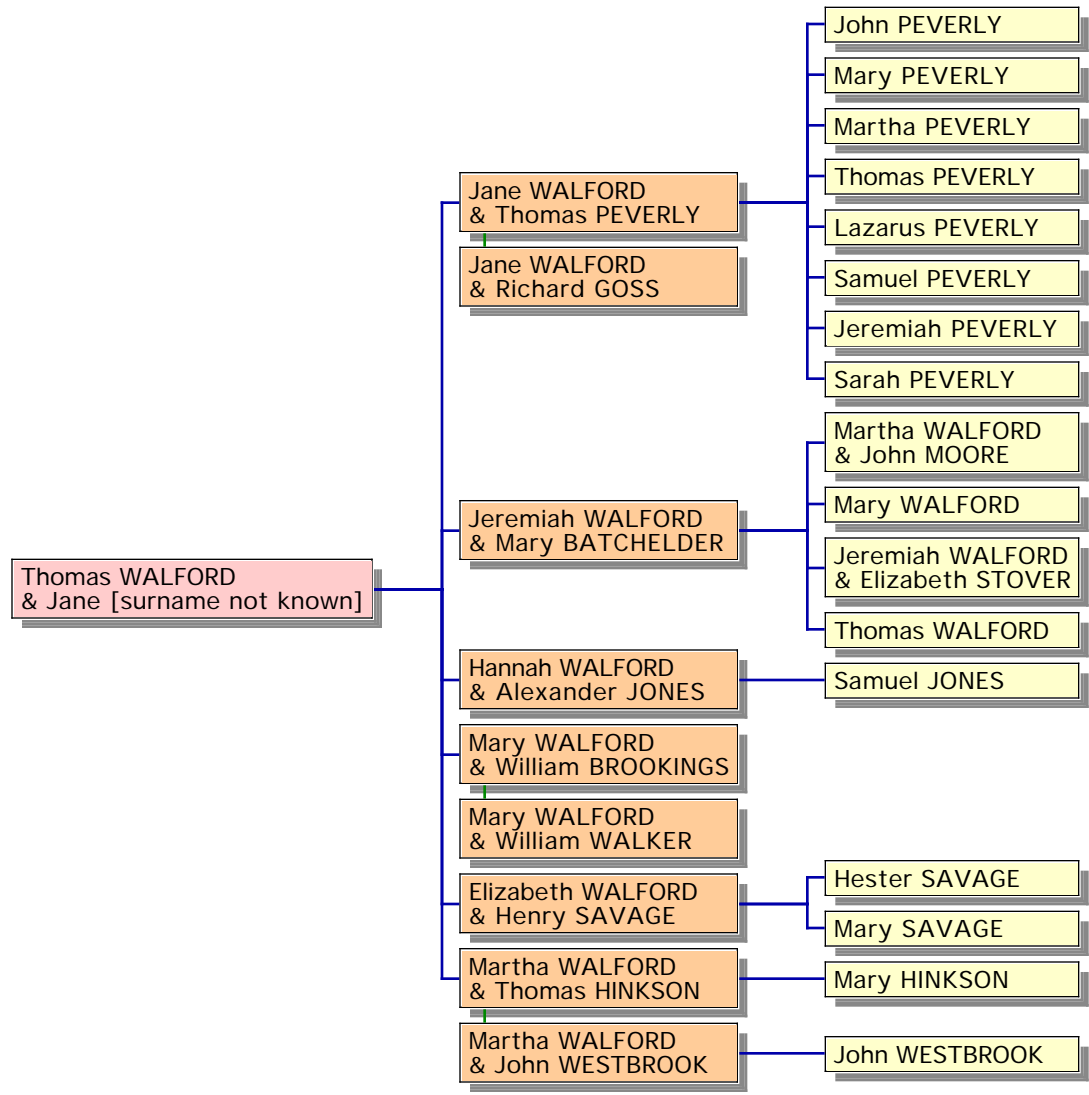 Thomas WALFORD
& Jane [surname not known]
Jane WALFORD
& Thomas PEVERLY
Jane WALFORD
& Richard GOSS
Jeremiah WALFORD
& Mary BATCHELDER
Hannah WALFORD
& Alexander JONES
Mary WALFORD
& William BROOKINGS
Mary WALFORD
& William WALKER
Elizabeth WALFORD
& Henry SAVAGE
Martha WALFORD
& Thomas HINKSON
Martha WALFORD
& John WESTBROOK
John PEVERLY
Mary PEVERLY
Martha PEVERLY
Thomas PEVERLY
Lazarus PEVERLY
Samuel PEVERLY
Jeremiah PEVERLY
Sarah PEVERLY
Martha WALFORD
& John MOORE
Mary WALFORD
Jeremiah WALFORD
& Elizabeth STOVER
Thomas WALFORD
Samuel JONES
Hester SAVAGE
Mary SAVAGE
Mary HINKSON
John WESTBROOK